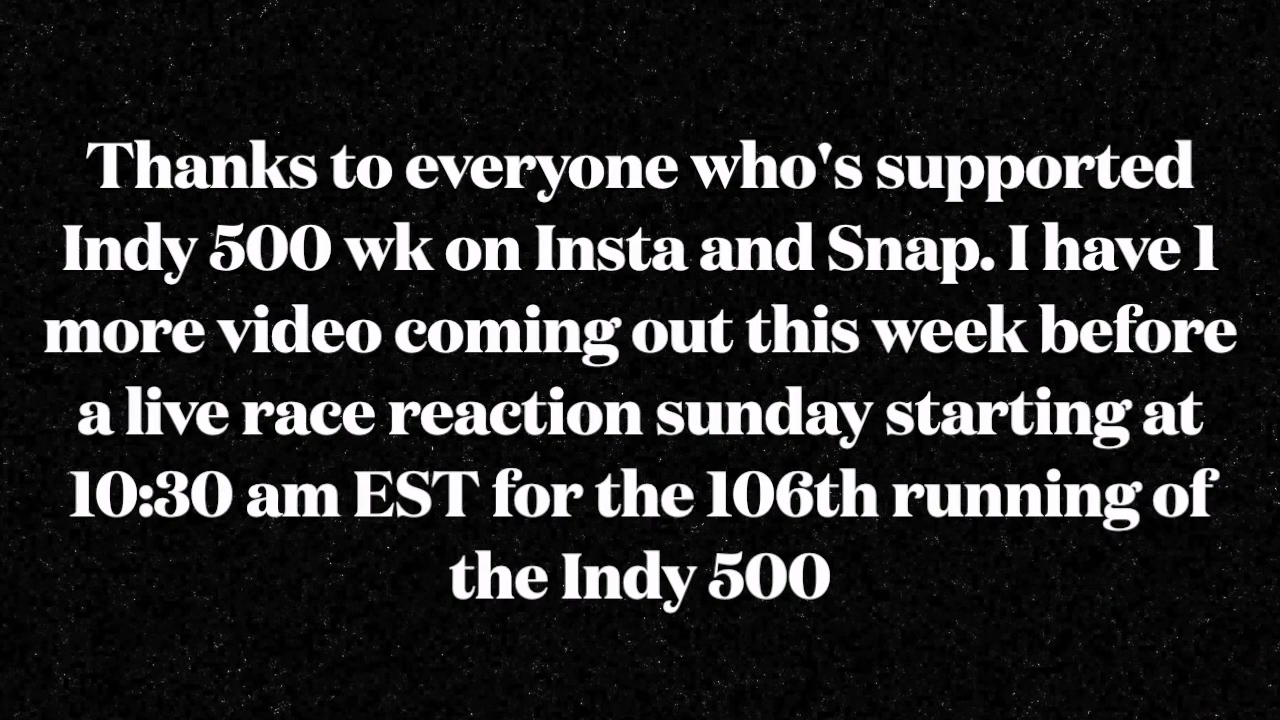 Thanks to everyone who's supported
Indy 500 wk on Insta and Snap. I have 1
more video coming out this week before
a live race reaction sunday starting at
10:30 am EST for the 106th running of
the Indy 500